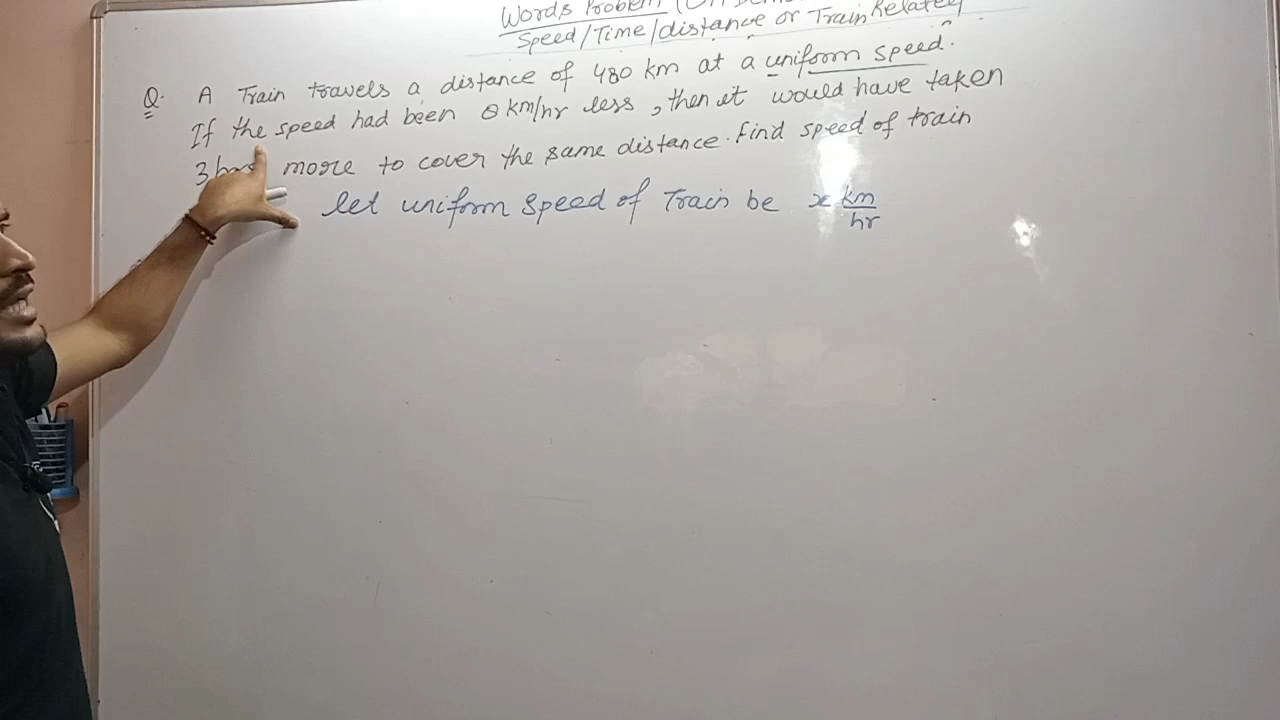 Words Problem
Speed/Time/distance or Train Related
Q. A Train travels a distance of 480 km at a uniform speed.
If the speed had been 8 km/hr less, then it would have taken
3 more to cover the same distance. Find speed of train
let uniform speed of Train be x km/hr